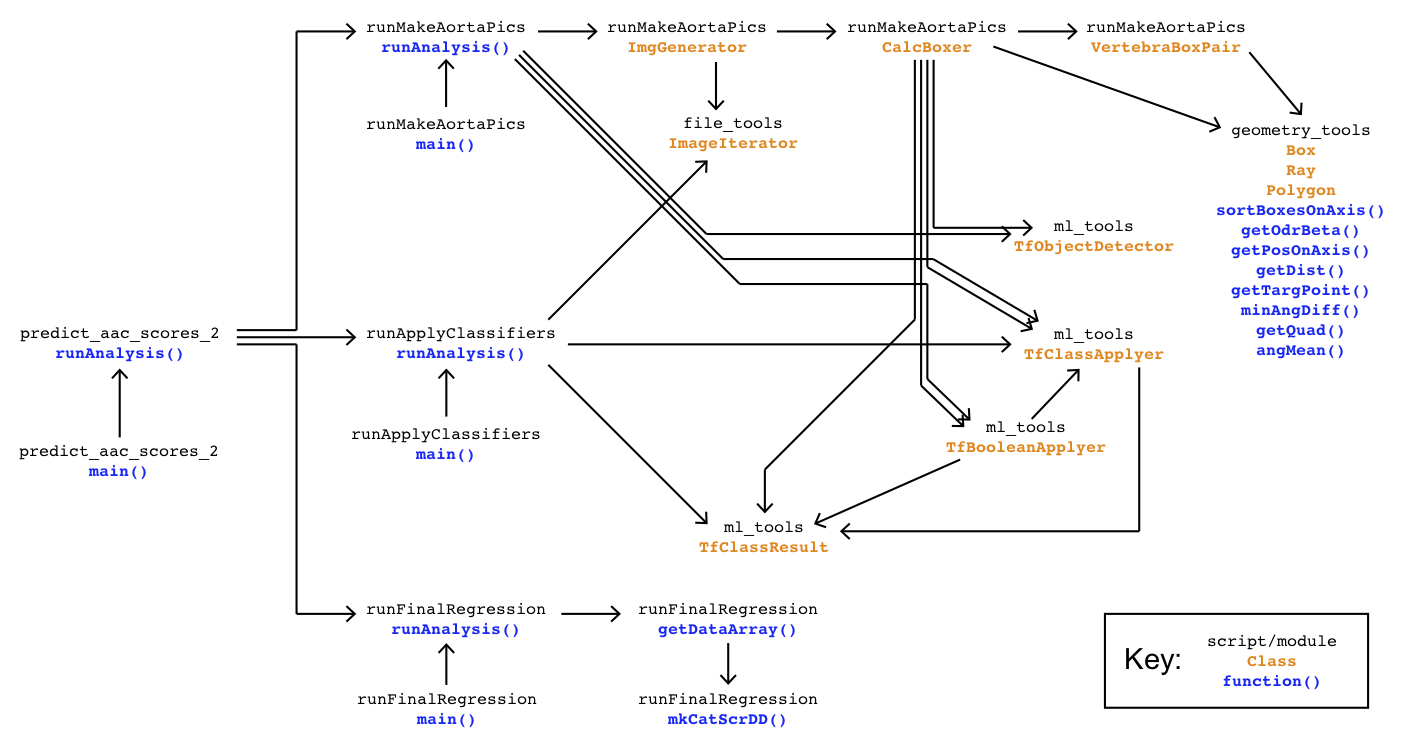 runMakeAortaPics
runAnalysis()
runMakeAortaPics
ImgGenerator
runMakeAortaPics
CalcBoxer
runMakeAortaPics
VertebraBoxPair
runMakeAortaPics
main()
file_tools
ImageIterator
geometry_tools
Box
Ray
Polygon
sortBoxesOnAxis()
getOdrBeta()
getPosOnAxis()
getDist()
getTargPoint()
minAngDiff()
getQuad()
angMean()
ml_tools
TfObjectDetector
predict_aac_scores_2
runAnalysis()
runApplyClassifiers
runAnalysis()
ml_tools
TfClassApplyer
predict_aac_scores_2
main()
runApplyClassifiers
main()
ml_tools
TfBooleanApplyer
ml_tools
TfClassResult
runFinalRegression
runAnalysis()
runFinalRegression
getDataArray()
runFinalRegression
main()
runFinalRegression
mkCatScrDD()
Key:
script/module
Class
function()